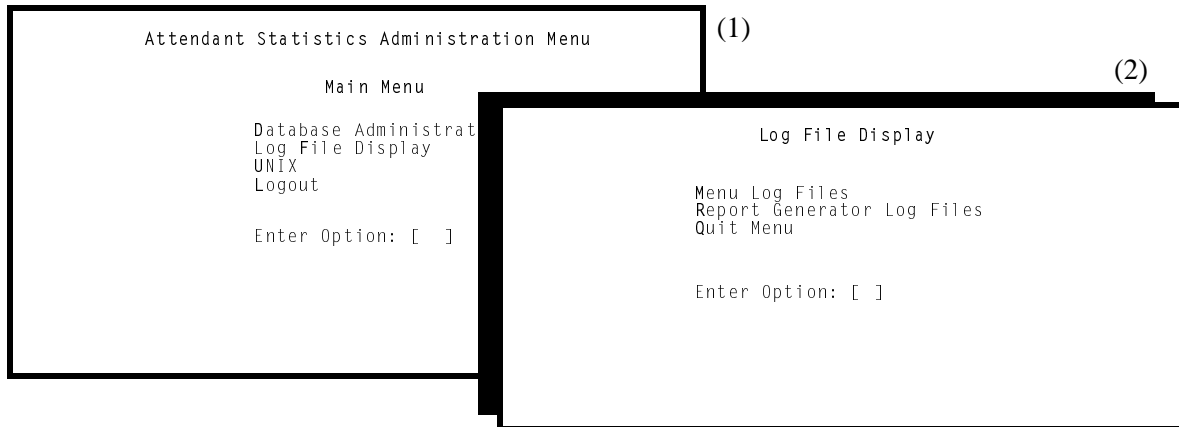 Attendant Statistics Administration Menu
(1)
Main Menu
Database Administrat
Log File Display
UNIX
Logout
Enter Option: [ ]
(2)
Log File Display
Menu Log Files
Report Generator Log Files
Quit Menu
Enter Option: [ ]